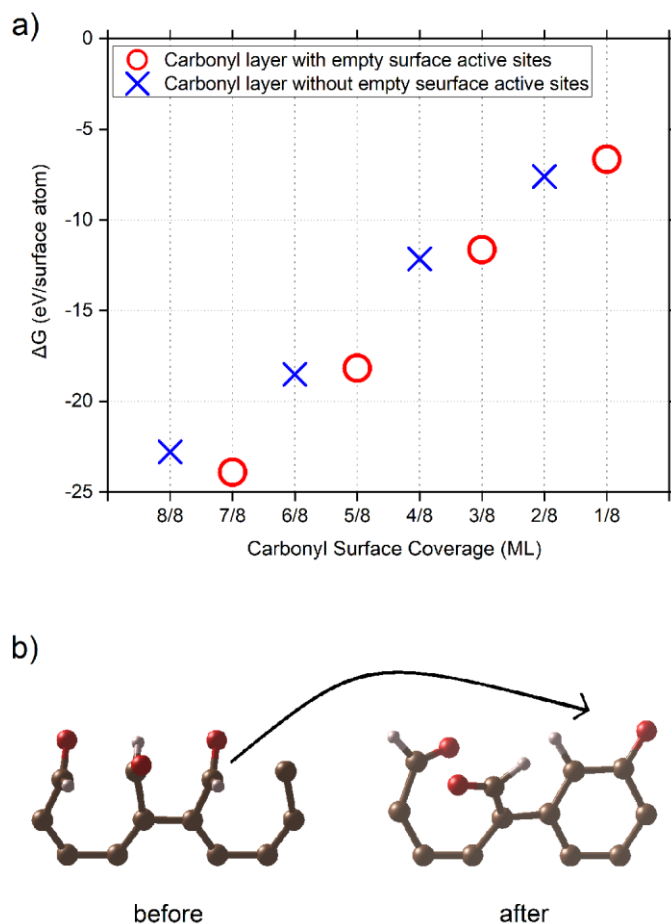 a)
0
Carbonyl layer with empty surface active sites
Carbonyl layer without empty seurface active sites
-5
-10
-15
-20
-25
ΔG (eV/surface atom)
8/8 7/8 6/8 5/8 4/8 3/8 2/8 1/8
Carbonyl Surface Coverage (ML)
b)
before after